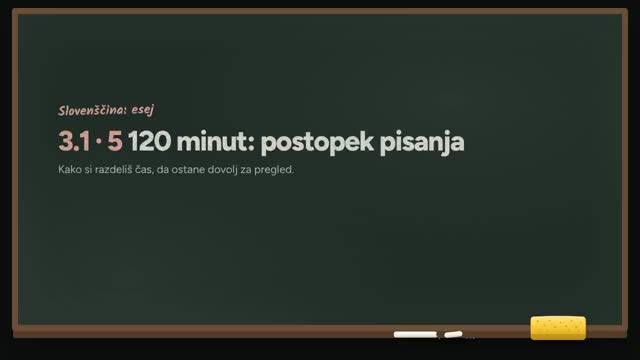 Slovenščina: esej
3.1 · 5 120 minut: postopek pisanja
Kako si razdeliš čas, da ostane dovolj za pregled.